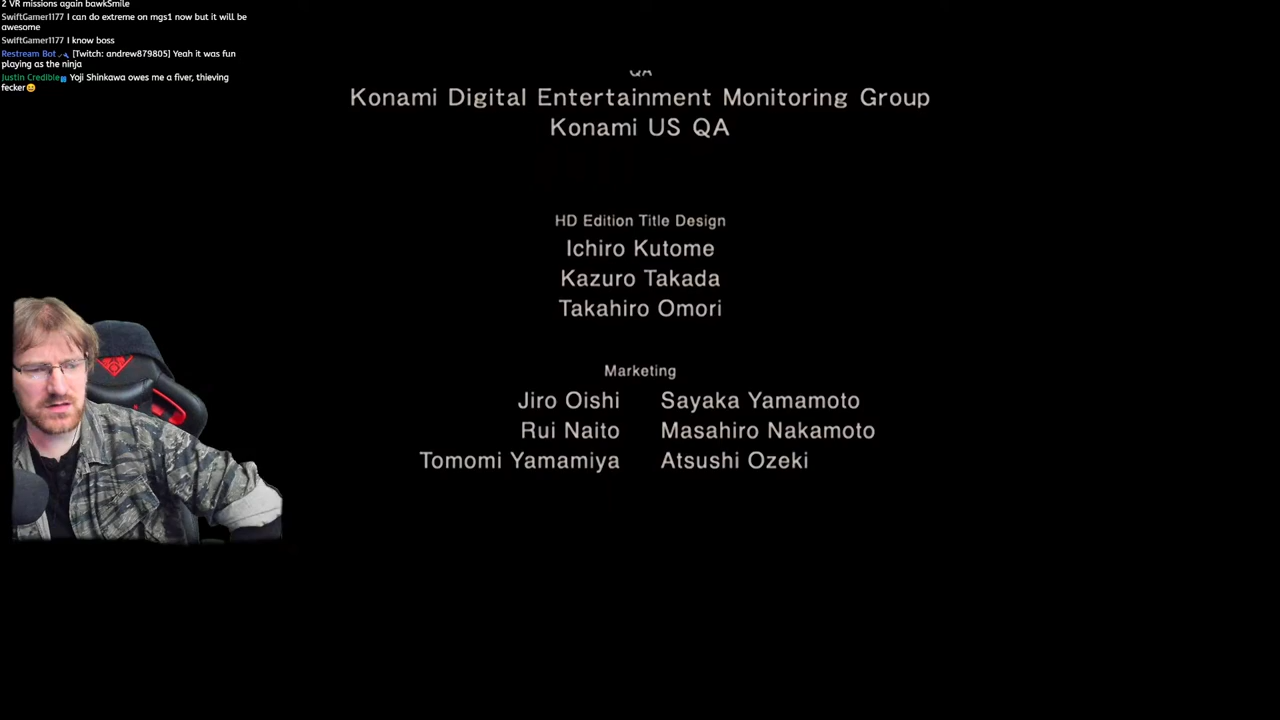 2 VR missions again bawkSmile
SwiftGamer1177 I can do extreme on mgs1 now but it will be
awesome
SwiftGamer1177 I know boss
Restream Bot [Twitch: andrew879805] Yeah it was fun
playing as the ninja
Justin Credible Yoji Shinkawa owes me a fiver, thieving
fecker
QA
Konami Digital Entertainment Monitoring Group
Konami US QA
HD Edition Title Design
Ichiro Kutome
Kazuro Takada
Takahiro Omori
Marketing
Jiro Oishi Sayaka Yamamoto
Rui Naito Masahiro Nakamoto
Tomomi Yamamiya Atsushi Ozeki